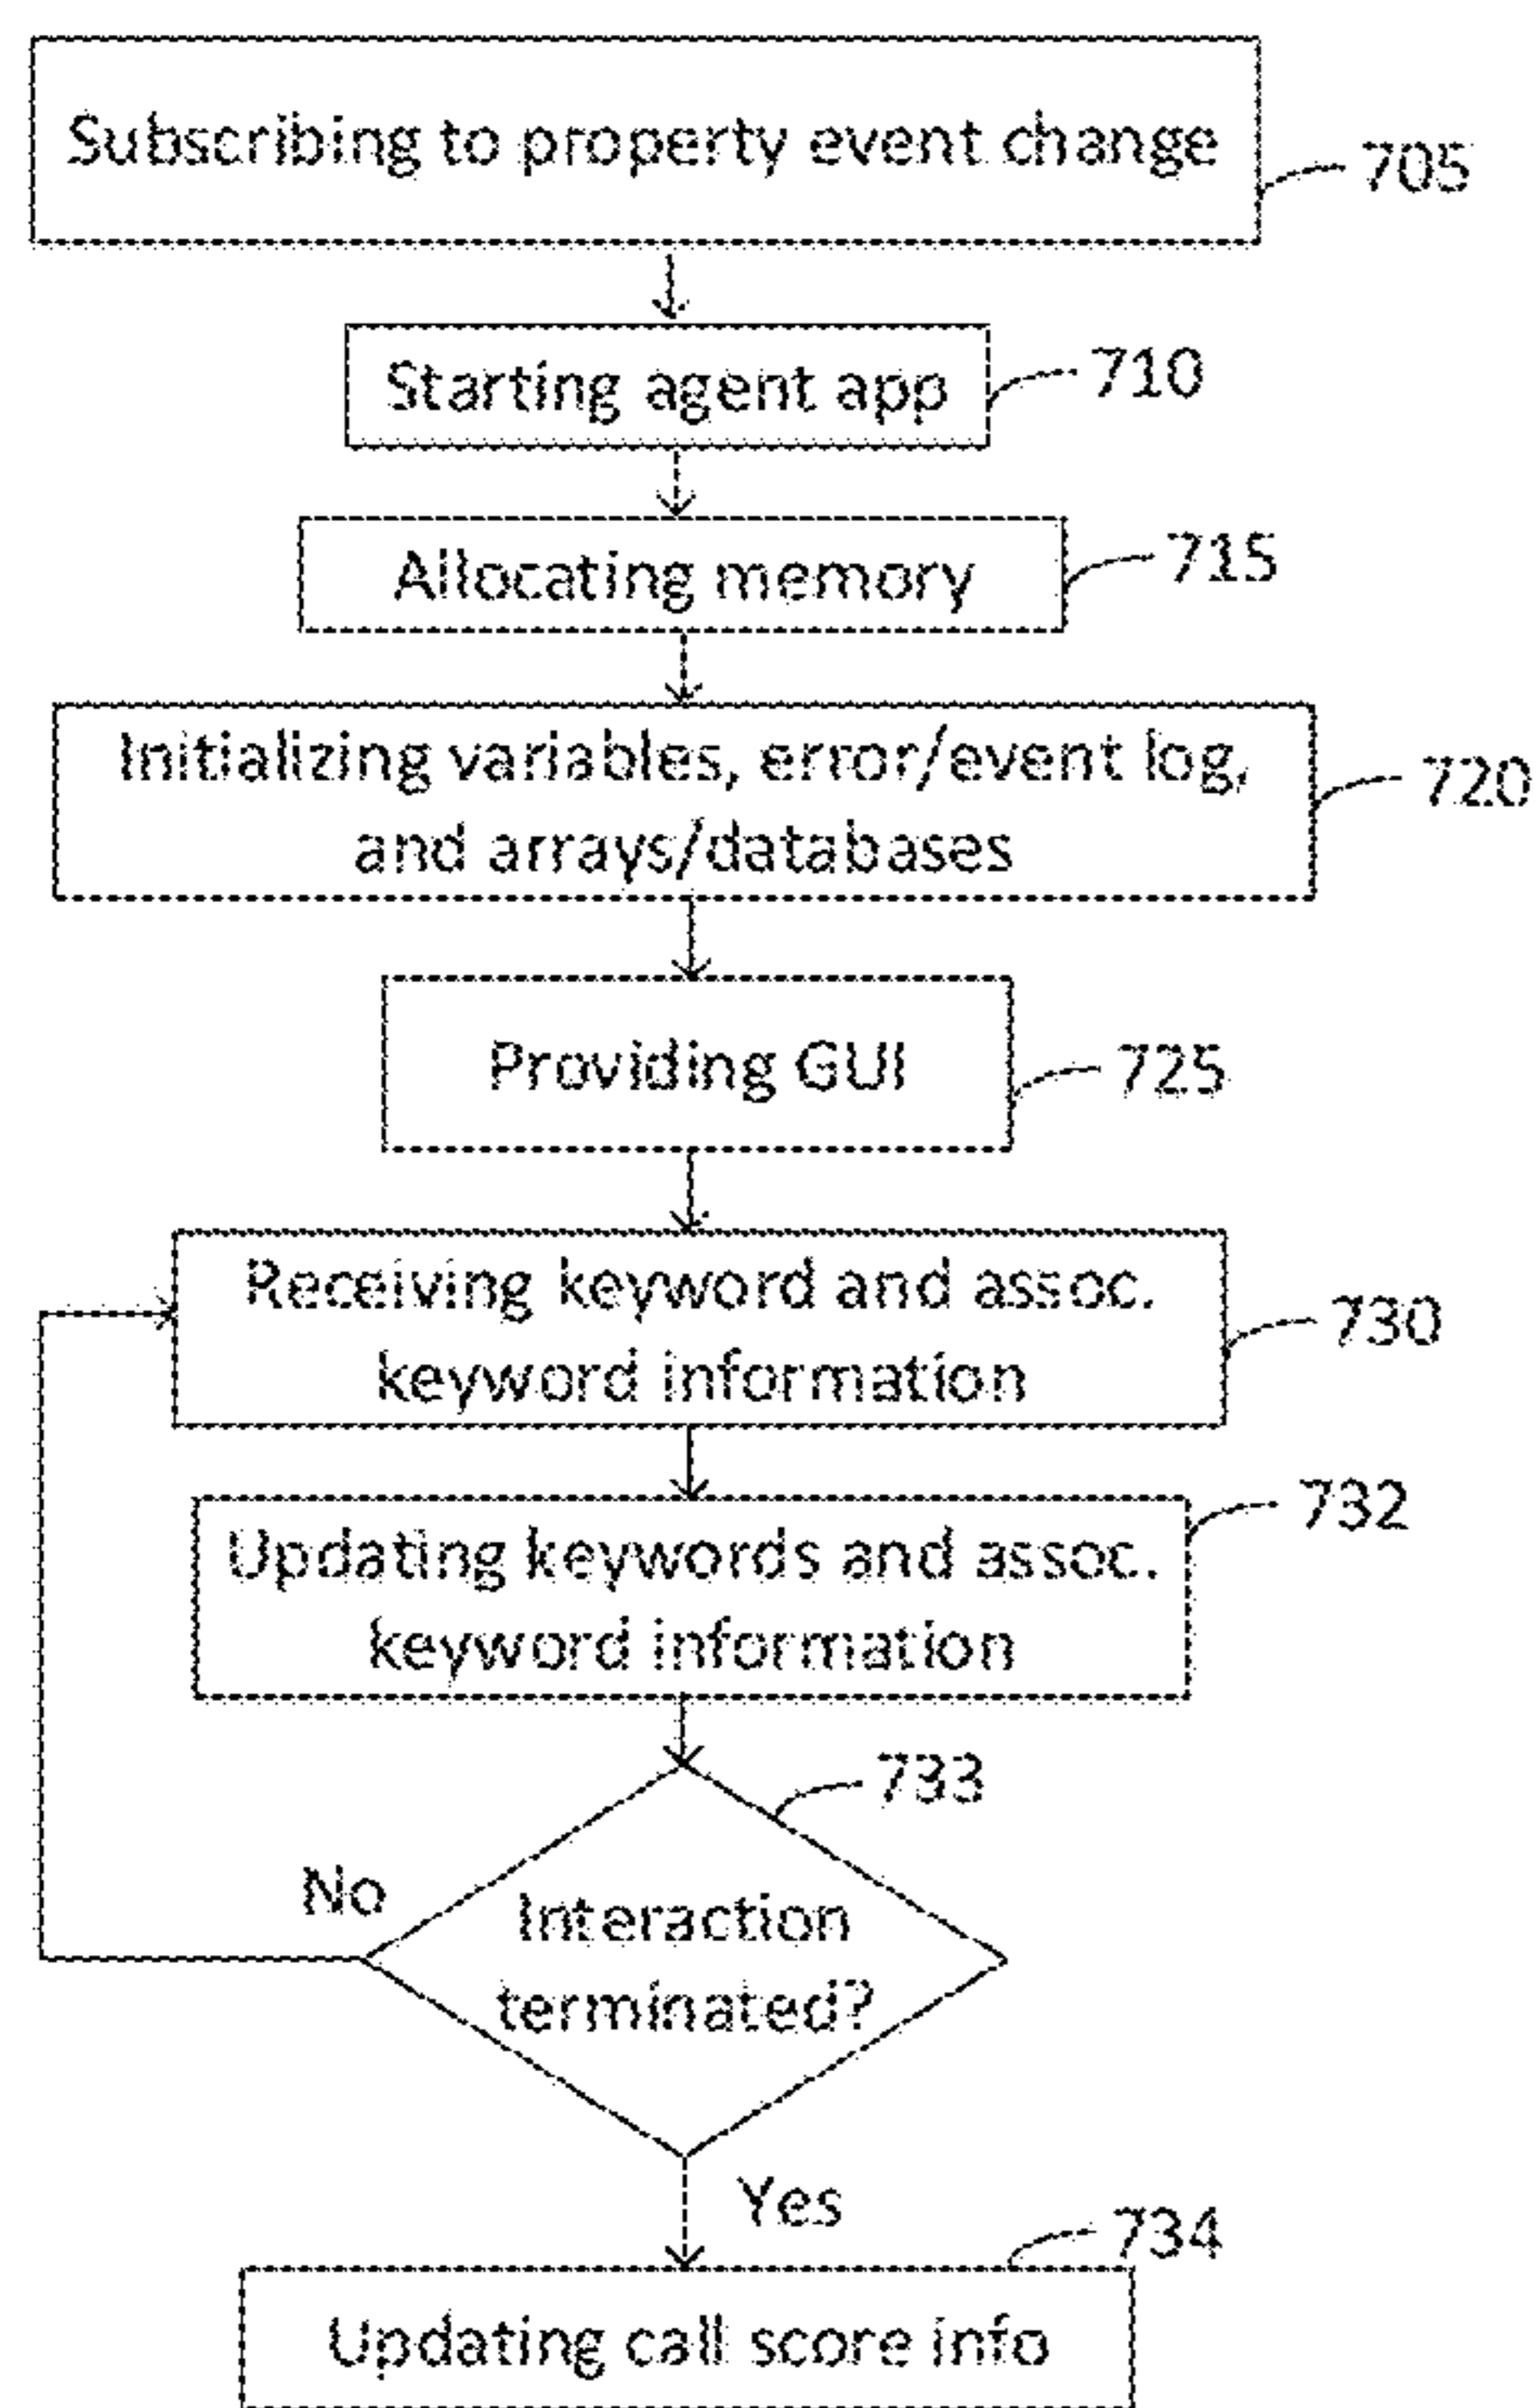 Subscribing to property event change
705
Starting agent app
710
Allocating memory
715
Initializing variables, error/event log,
and arrays/databases
720
Providing GUI
725
Receiving keyword and assoc.
keyword information
730
Updating keywords and assoc.
keyword information
732
733
No
Interaction
terminated?
Yes
734
Updating call score info